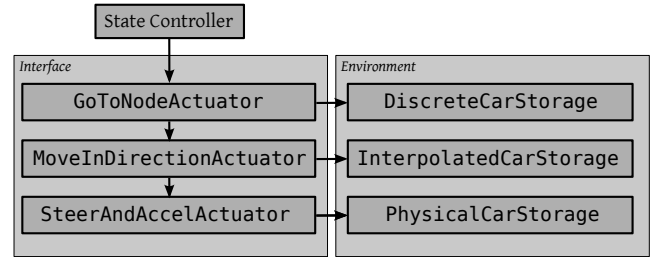 State Controller
Interface
Environment
GoToNodeActuator
DiscreteCarStorage
MoveInDirectionActuator
InterpolatedCarStorage
SteerAndAccelActuator
PhysicalCarStorage